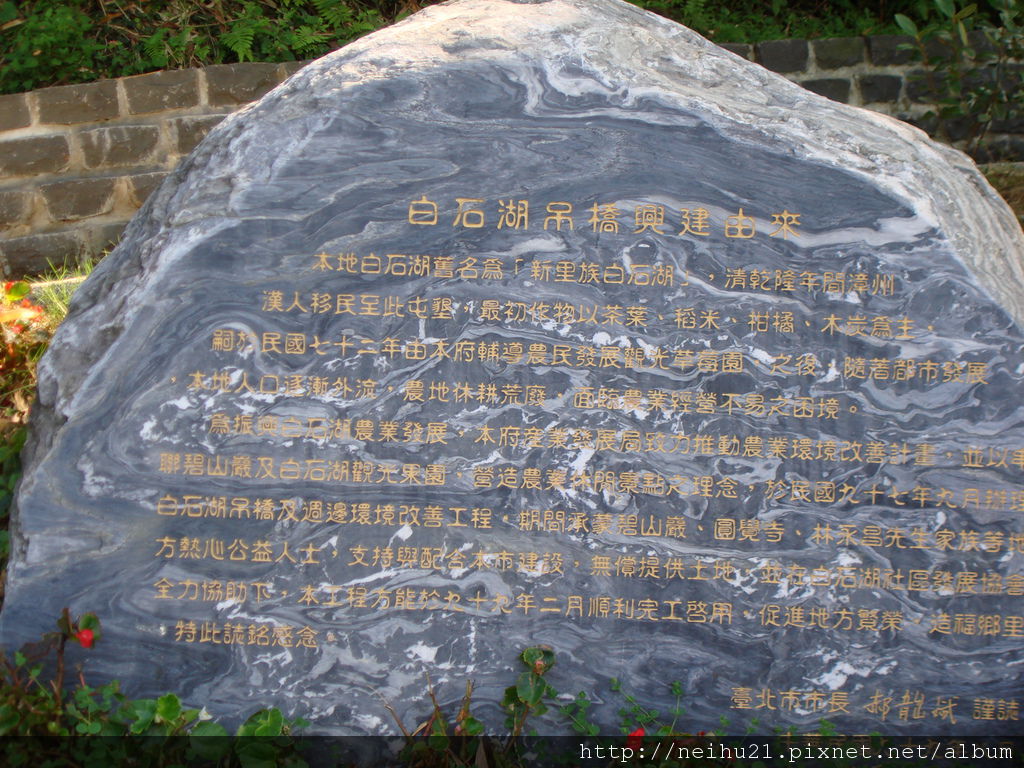 白石湖吊橋興建由來
本地白石湖舊名為「新里族白石湖」，清乾隆年間漳州
漢人移民至此屯墾，最初作物以茶葉、稻米、柑橘、木炭為主，
嗣於民國七十二年由本府輔導農民發展觀光草莓園，之後，隨著都市發展
，本地人口逐漸外流，農地休耕荒廢，面臨農業經營不易之困境。
為振興白石湖農業發展，本府產業發展局致力推動農業環境改善計畫，並以串
聯碧山巖及白石湖觀光果園，營造農業休閒景點之理念，於民國九十七年九月辦理
白石湖吊橋及週邊環境改善工程。期間承蒙碧山巖、圓覺寺、林永昌先生家族等地
方熱心公益人士，支持與配合本市建設，無償提供土地，並在白石湖社區發展協會
全力協助下，本工程方能於九十九年二月順利完工啓用，促進地方繁榮，造福鄉里
，特此誌銘感念。
臺北市市長 郝龍斌 謹誌
http://neihu21.pixnet.net/album